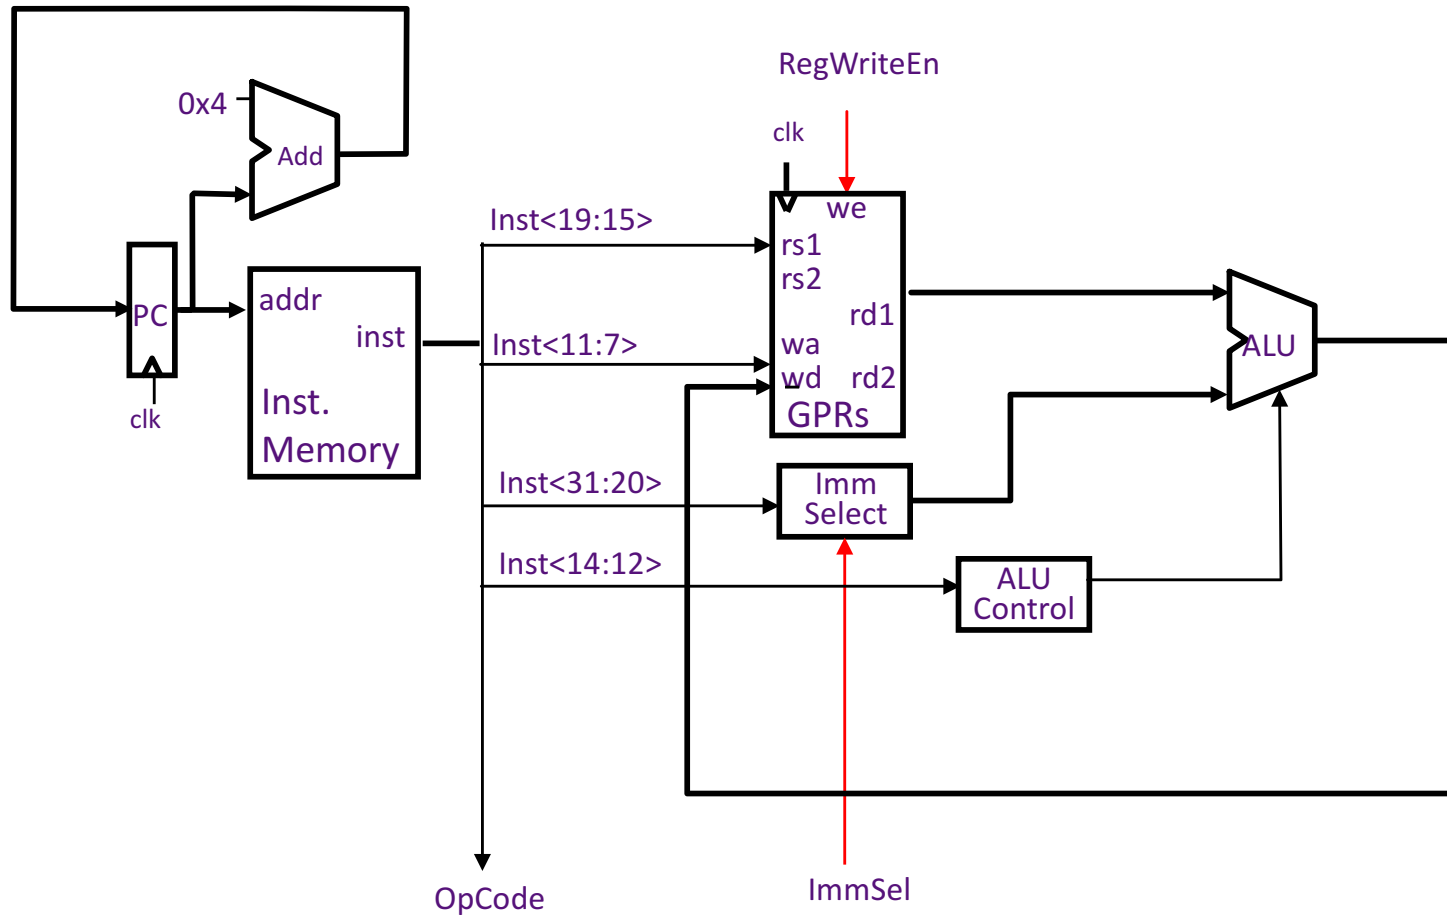 RegWriteEn
0x4
clk
Add
we
Inst<19:15>
rs1
rs2
addr
PC
rd1
inst
Inst<11:7>
wa
ALU
wd rd2
clk
Inst.
GPRs
Memory
Inst<31:20>
Imm
Select
Inst<14:12>
ALU
Control
OpCode
ImmSel